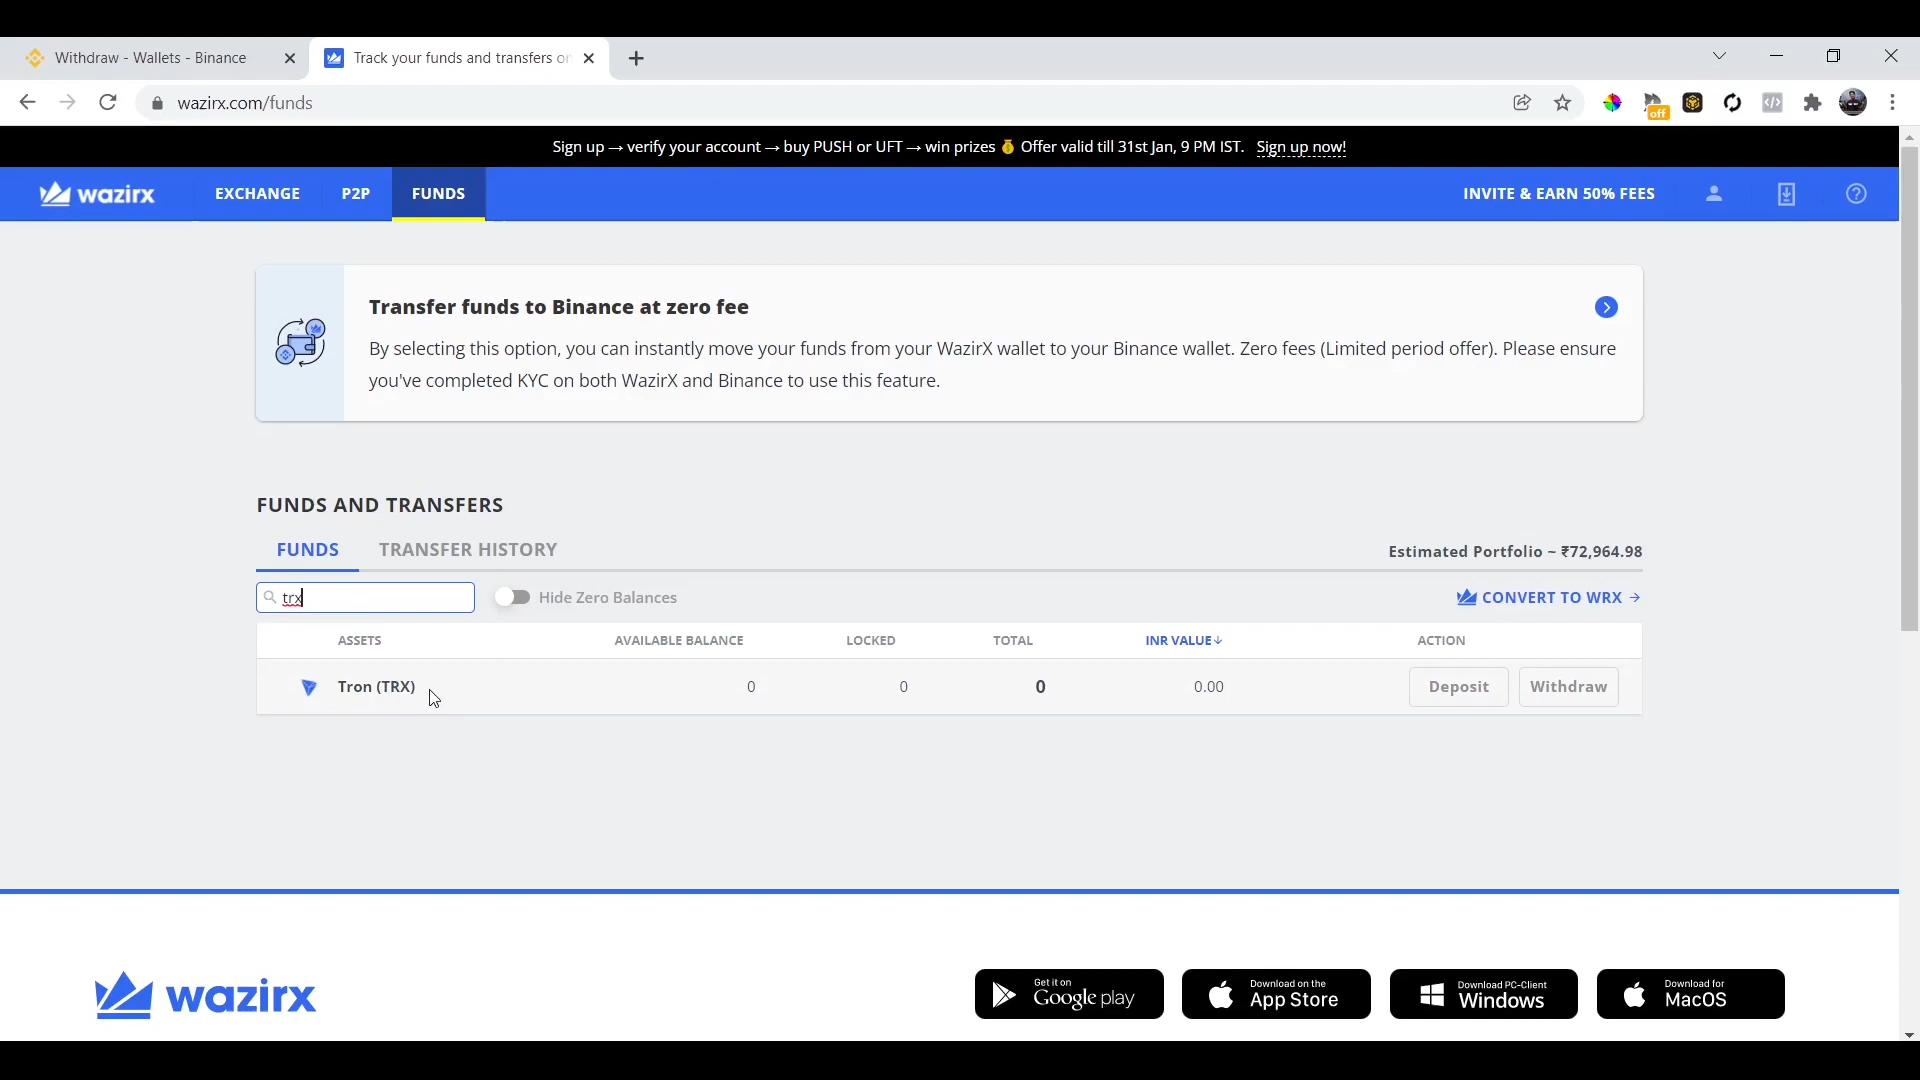 Withdraw - Wallets - Binance
Track your funds and transfers on
wazirx.com/funds
off
Sign up → verify your account → buy PUSH or UFT → win prizes 💰 Offer valid till 31st Jan, 9 PM IST. Sign up now!
wazirx
EXCHANGE
P2P
FUNDS
INVITE & EARN 50% FEES
Transfer funds to Binance at zero fee
By selecting this option, you can instantly move your funds from your WazirX wallet to your Binance wallet. Zero fees (Limited period offer). Please ensure
you've completed KYC on both WazirX and Binance to use this feature.
FUNDS AND TRANSFERS
FUNDS
TRANSFER HISTORY
Estimated Portfolio ~ ₹72,964.98
trx
Hide Zero Balances
CONVERT TO WRX →
ASSETS
AVAILABLE BALANCE
LOCKED
TOTAL
INR VALUE↓
ACTION
Tron (TRX)
0
0
0
0.00
Deposit
Withdraw
wazirx
Get it on
Google play
Download on the
App Store
Download PC-Client
Windows
Download for
MacOS